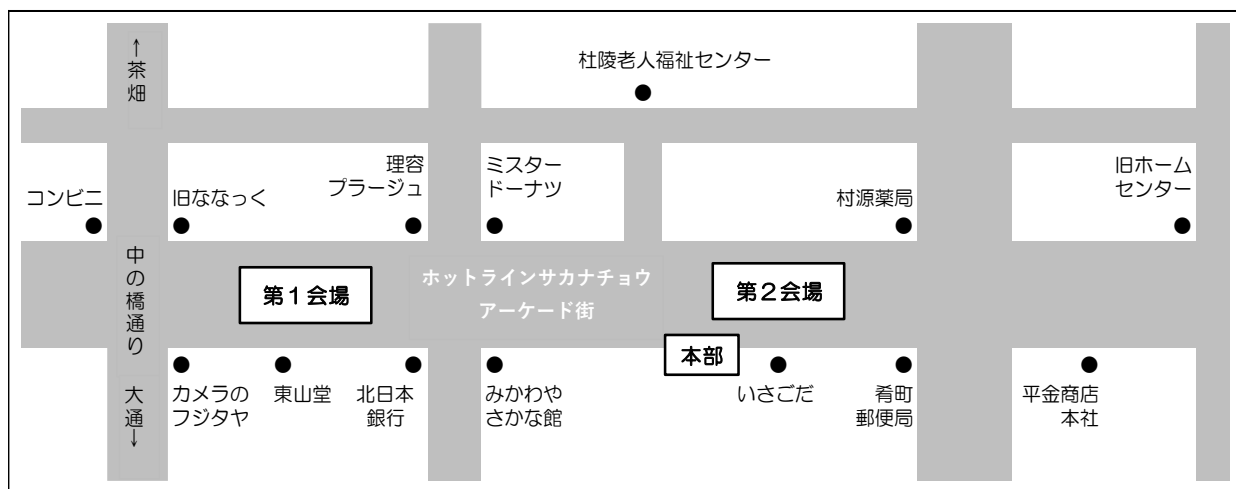 ↑茶畑
杜陵老人福祉センター
コンビニ
旧ななっく
理容
プラージュ
ミスター
ドーナツ
村源薬局
旧ホーム
センター
中の橋通り
第１会場
ホットラインサカナチョウ
アーケード街
第２会場
本部
大通↓
カメラの
フジタヤ
東山堂
北日本
銀行
みかわや
さかな館
いさごだ
肴町
郵便局
平金商店
本社